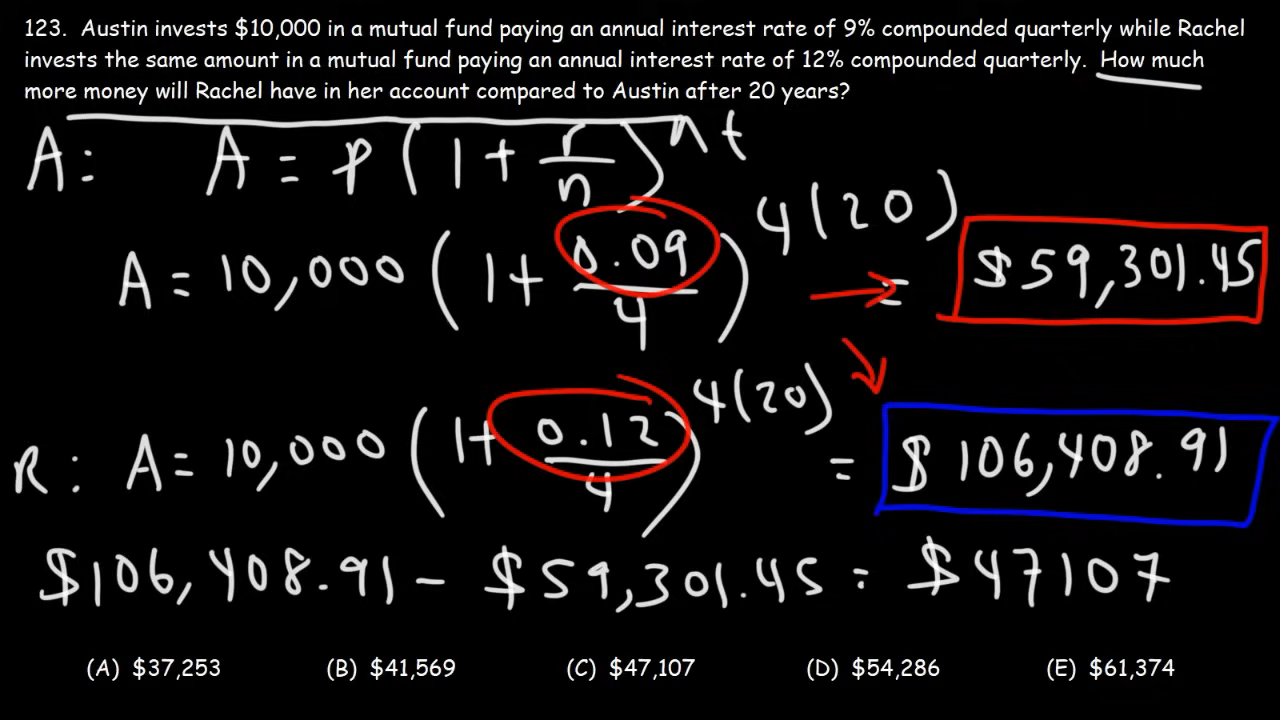 123. Austin invests $10,000 in a mutual fund paying an annual interest rate of 9% compounded quarterly while Rachel
invests the same amount in a mutual fund paying an annual interest rate of 12% compounded quarterly. How much
more money will Rachel have in her account compared to Austin after 20 years?
A: A = P(1 + r/n)^nt
A = 10,000 (1 + 0.09/4)^4(20) = $59,301.45
R: A = 10,000 (1 + 0.12/4)^4(20) = $106,408.91
$106,408.91 - $59,301.45 = $47107
(A) $37,253 (B) $41,569 (C) $47,107 (D) $54,286 (E) $61,374